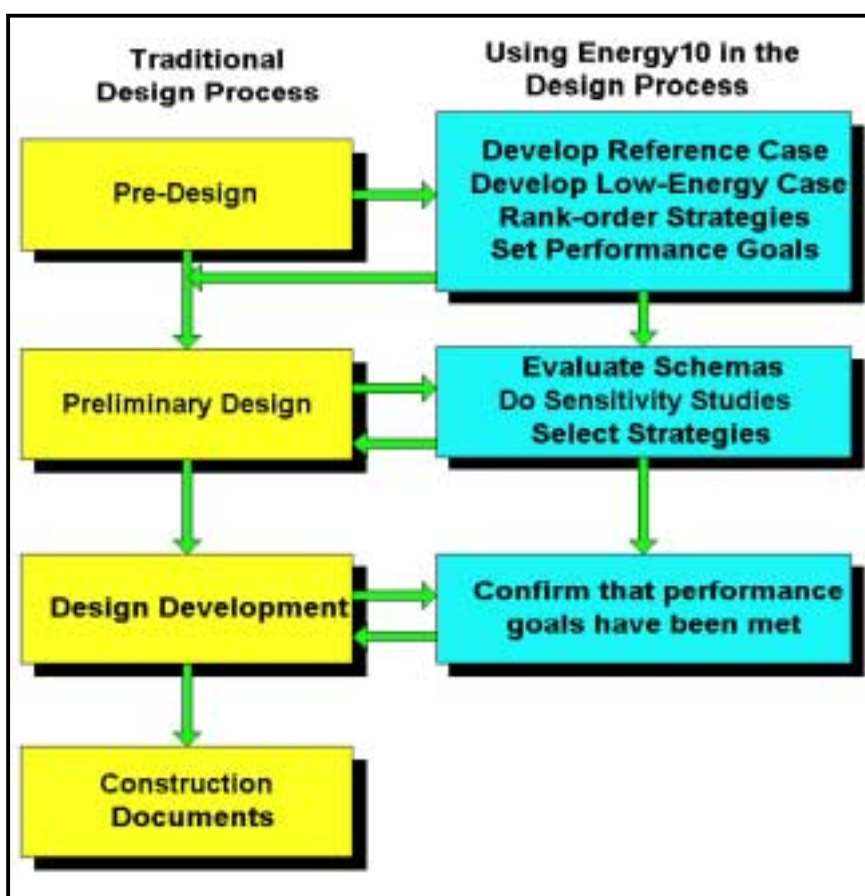 Traditional
Design Process
Using Energy10 in the
Design Process
Pre-Design
Develop Reference Case
Develop Low-Energy Case
Rank-order Strategies
Set Performance Goals
Preliminary Design
Evaluate Schemas
Do Sensitivity Studies
Select Strategies
Design Development
Confirm that performance
goals have been met
Construction
Documents